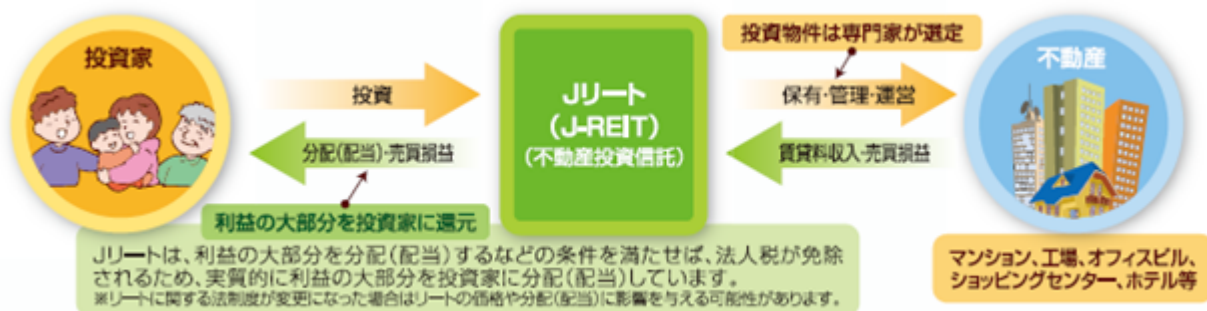 投資家
投資
分配(配当)・売買損益
利益の大部分を投資家に還元
Jリート
(J-REIT)
(不動産投資信託)
投資物件は専門家が選定
保有・管理・運営
賃貸料収入・売買損益
不動産
マンション、工場、オフィスビル、
ショッピングセンター、ホテル等
Jリートは、利益の大部分を分配(配当)するなどの条件を満たせば、法人税が免除
されるため、実質的に利益の大部分を投資家に分配(配当)しています。
※リートに関する法制度が変更になった場合はリートの価格や分配(配当)に影響を与える可能性があります。